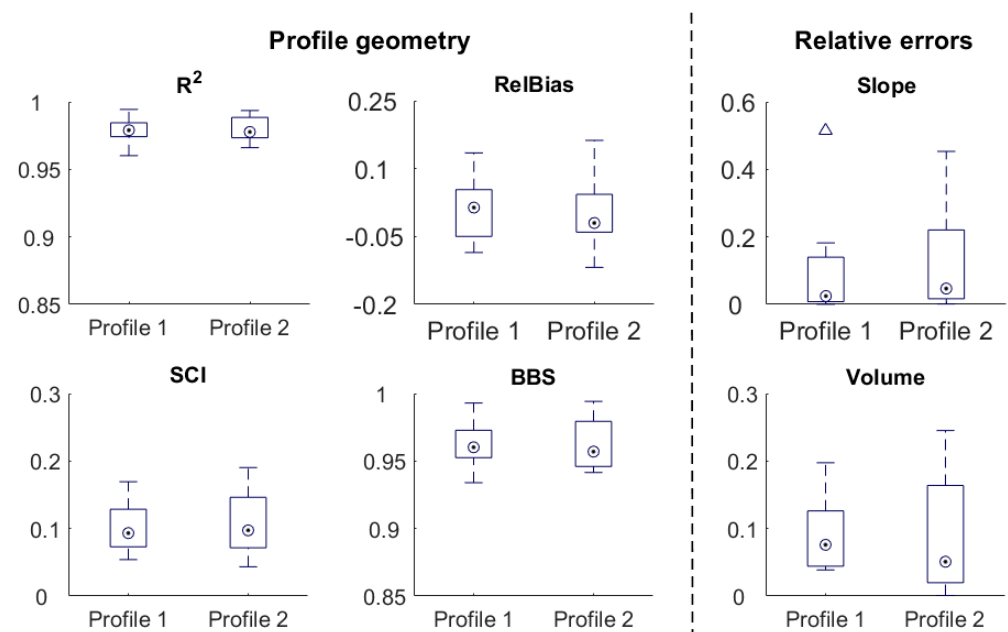 Profile geometry
Relative errors
R²
1
0.95
0.9
0.85
Profile 1 Profile 2
RelBias
0.25
0.1
-0.05
-0.2
Profile 1 Profile 2
Slope
0.6
0.4
0.2
0
Profile 1 Profile 2
SCI
0.3
0.2
0.1
0
Profile 1 Profile 2
BBS
1
0.95
0.9
0.85
Profile 1 Profile 2
Volume
0.3
0.2
0.1
0
Profile 1 Profile 2